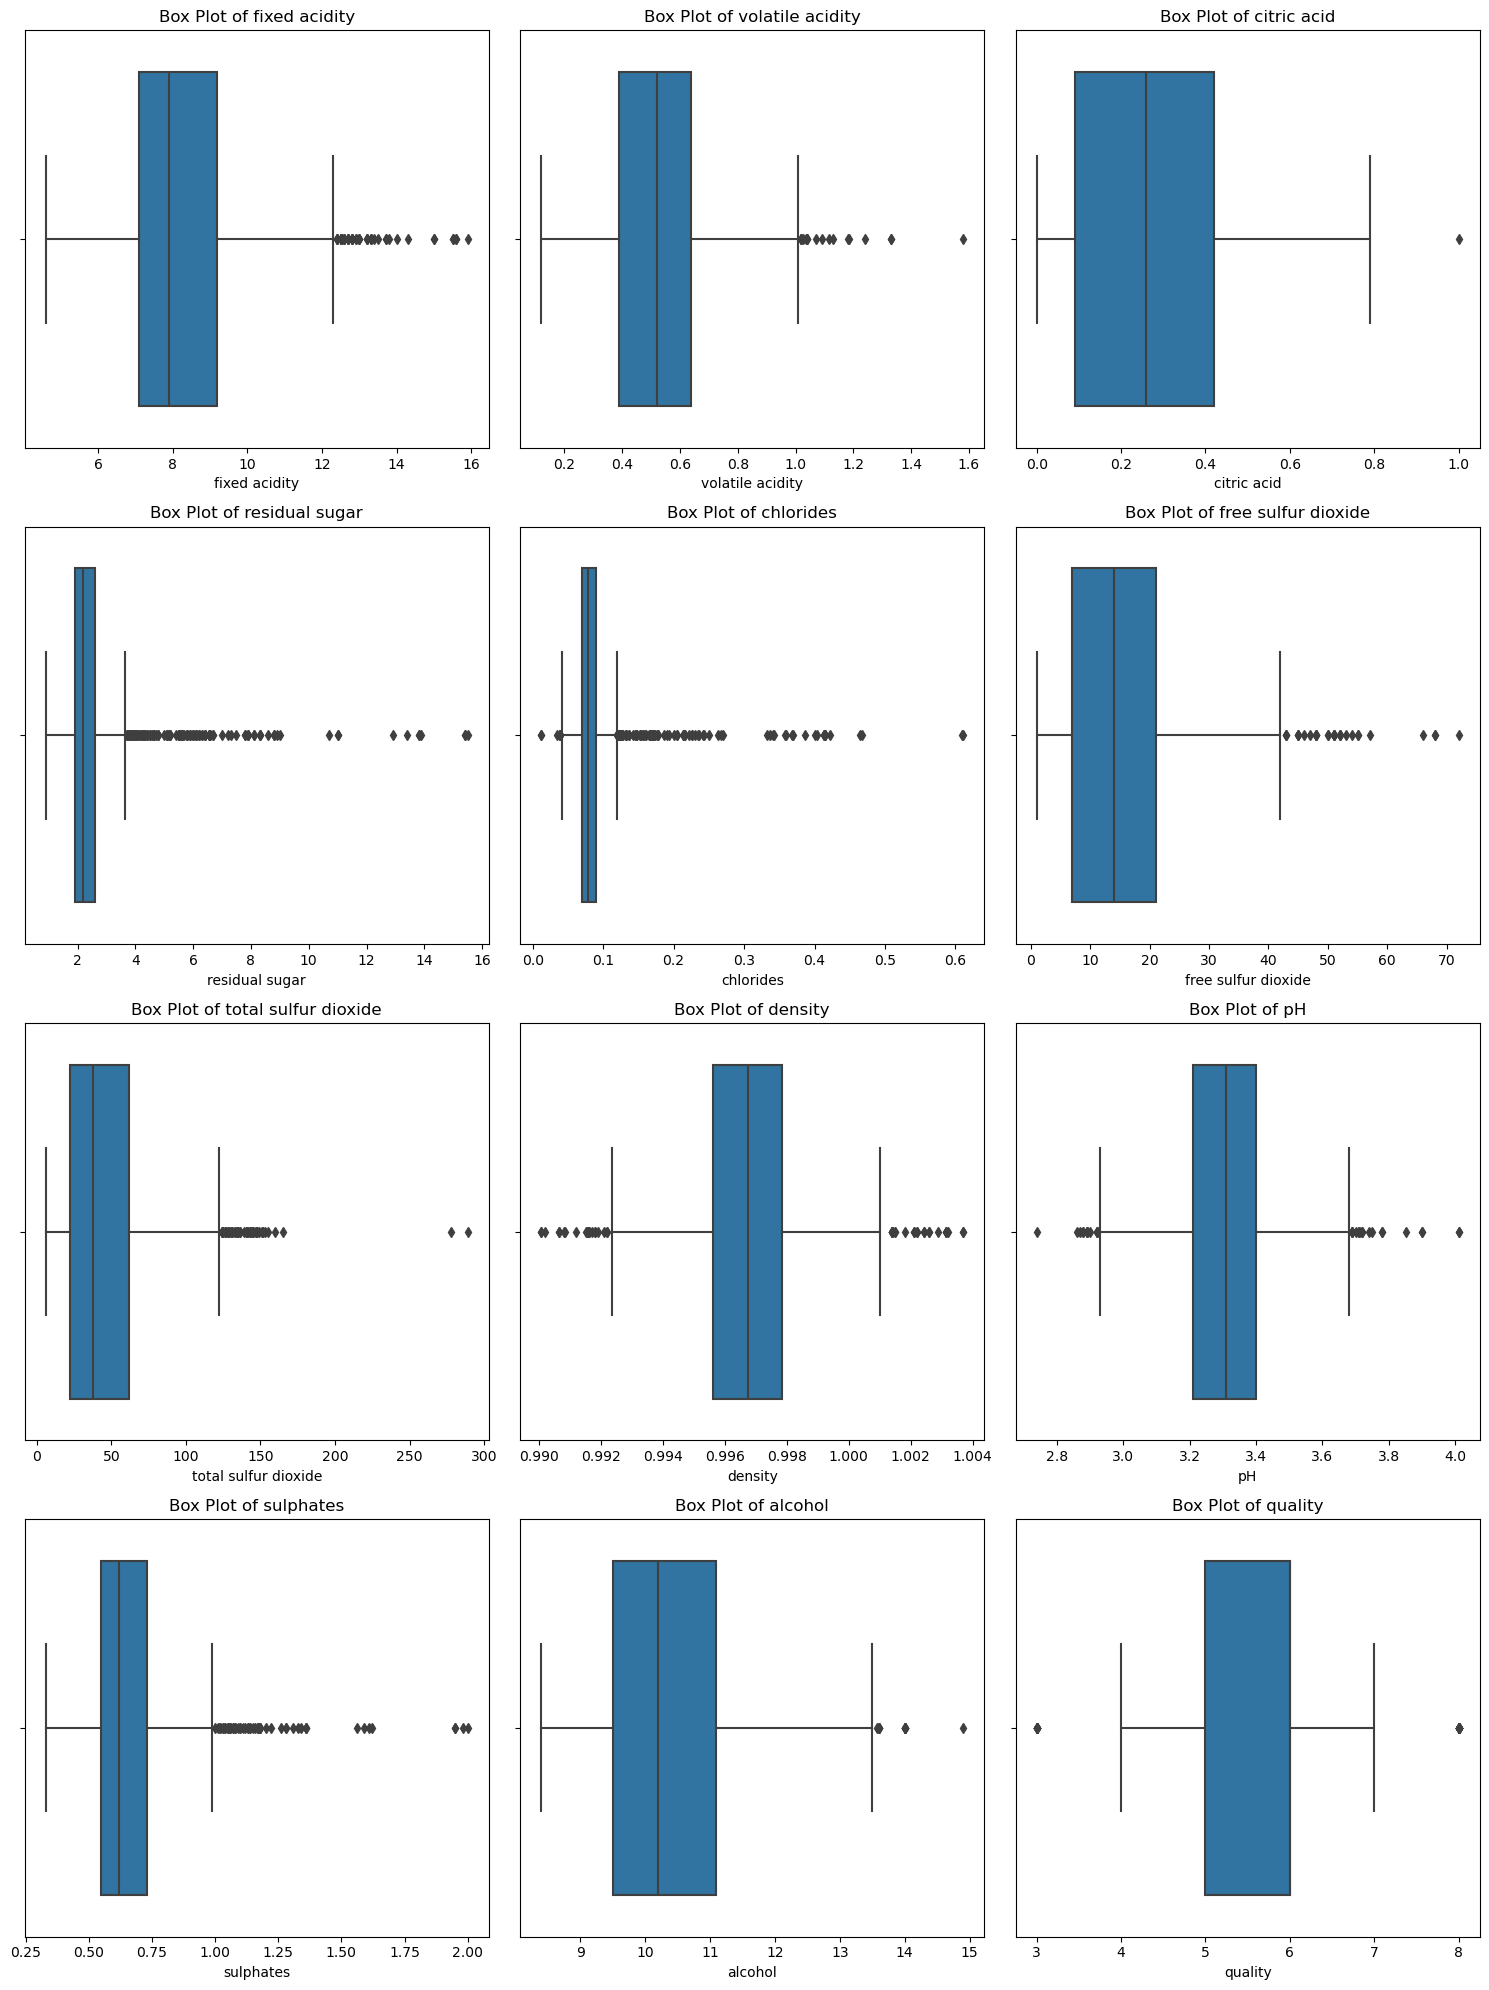 Box Plot of fixed acidity
Box Plot of volatile acidity
Box Plot of citric acid
6 8 10 12 14 16
0.2 0.4 0.6 0.8 1.0 1.2 1.4 1.6
0.0 0.2 0.4 0.6 0.8 1.0
fixed acidity
volatile acidity
citric acid
Box Plot of residual sugar
Box Plot of chlorides
Box Plot of free sulfur dioxide
2 4 6 8 10 12 14 16
0.0 0.1 0.2 0.3 0.4 0.5 0.6
0 10 20 30 40 50 60 70
residual sugar
chlorides
free sulfur dioxide
Box Plot of total sulfur dioxide
Box Plot of density
Box Plot of pH
0 50 100 150 200 250 300
0.990 0.992 0.994 0.996 0.998 1.000 1.002 1.004
2.8 3.0 3.2 3.4 3.6 3.8 4.0
total sulfur dioxide
density
pH
Box Plot of sulphates
Box Plot of alcohol
Box Plot of quality
0.25 0.50 0.75 1.00 1.25 1.50 1.75 2.00
9 10 11 12 13 14 15
3 4 5 6 7 8
sulphates
alcohol
quality